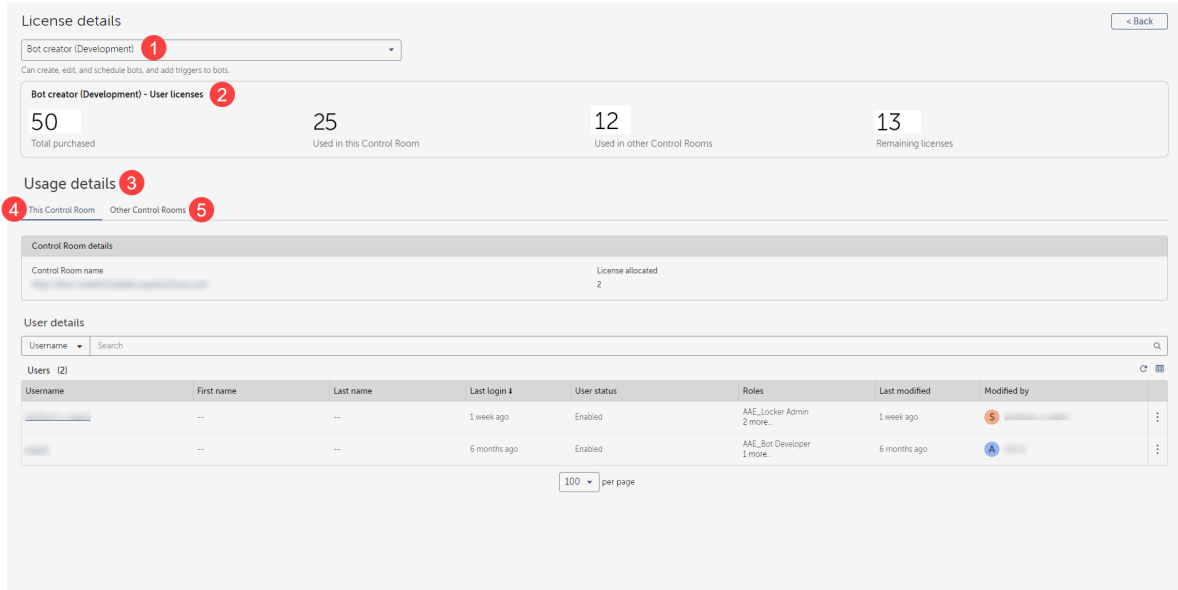 License details
< Back
Bot creator (Development) 1
Can create, edit, and schedule bots, and add triggers to bots.
Bot creator (Development) - User licenses 2
50 25 12 13
Total purchased Used in this Control Room Used in other Control Rooms Remaining licenses
Usage details 3
4 This Control Room Other Control Rooms 5
Control Room details
Control Room name License allocated
2
User details
Username Search
Users (2)
Username First name Last name Last login User status Roles Last modified Modified by
-- -- 1 week ago Enabled AAE_Locker Admin 1 week ago S
2 more...
-- -- 6 months ago Enabled AAE_Bot Developer 6 months ago A
1 more...
100 per page